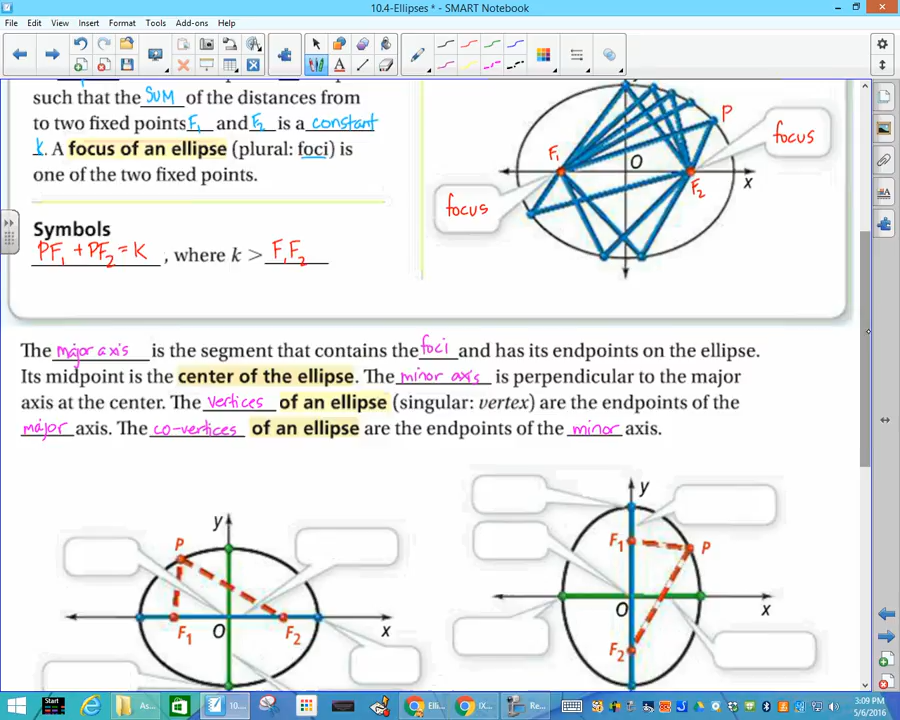 10.4-Ellipses * - SMART Notebook
File Edit View Insert Format Tools Add-ons Help
such that the SUM of the distances from
to two fixed points F1 and F2 is a constant
K. A focus of an ellipse (plural: foci) is
one of the two fixed points.
Symbols
PF1 + PF2 = K, where k > F1F2
P
focus
F1
O
F2
x
focus
The major axis is the segment that contains the foci and has its endpoints on the ellipse.
Its midpoint is the center of the ellipse. The minor axis is perpendicular to the major
axis at the center. The vertices of an ellipse (singular: vertex) are the endpoints of the
major axis. The co-vertices of an ellipse are the endpoints of the minor axis.
y
P
F1
O
F2
x
y
F1
P
O
x
F2
Start
As...
10....
Elli...
IX...
Re...
3:09 PM
5/6/2016